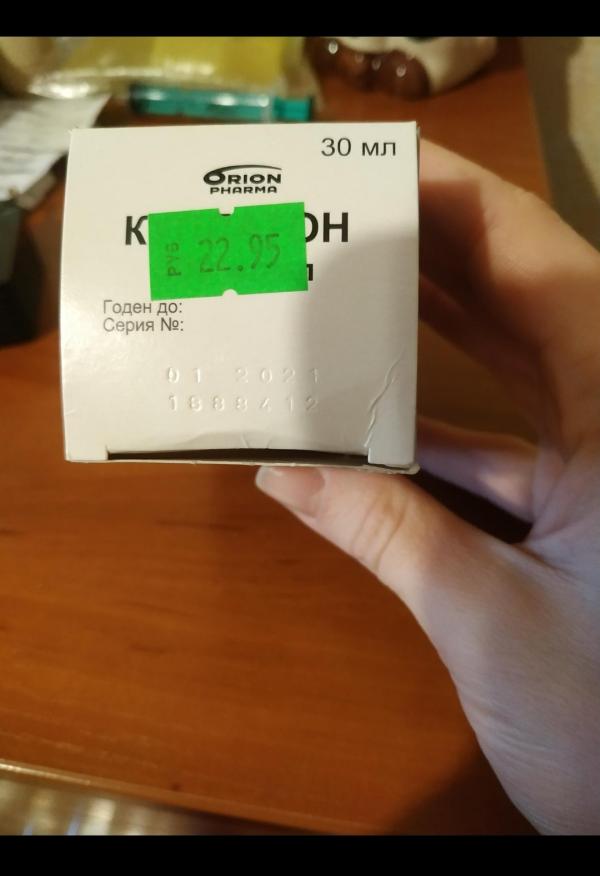 30 мл
ORION
PHARMA
РУБ 22.95
Годен до:
Серия №:
01 2021
1888412